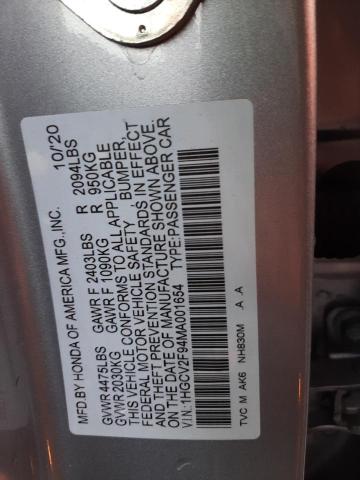 MFD BY HONDA OF AMERICA MFG., INC. 10/'20
GVWR 4475LBS GAWR F 2403LBS R 2094LBS
GVWR 2030KG GAWR F 1090KG R 950KG
THIS VEHICLE CONFORMS TO ALL APPLICABLE
FEDERAL MOTOR VEHICLE SAFETY, BUMPER,
AND THEFT PREVENTION STANDARDS IN EFFECT
ON THE DATE OF MANUFACTURE SHOWN ABOVE.
V.I.N: 1HGCV2F94MA001654 TYPE:PASSENGER CAR
TVC M AK6 NH830M .A .A